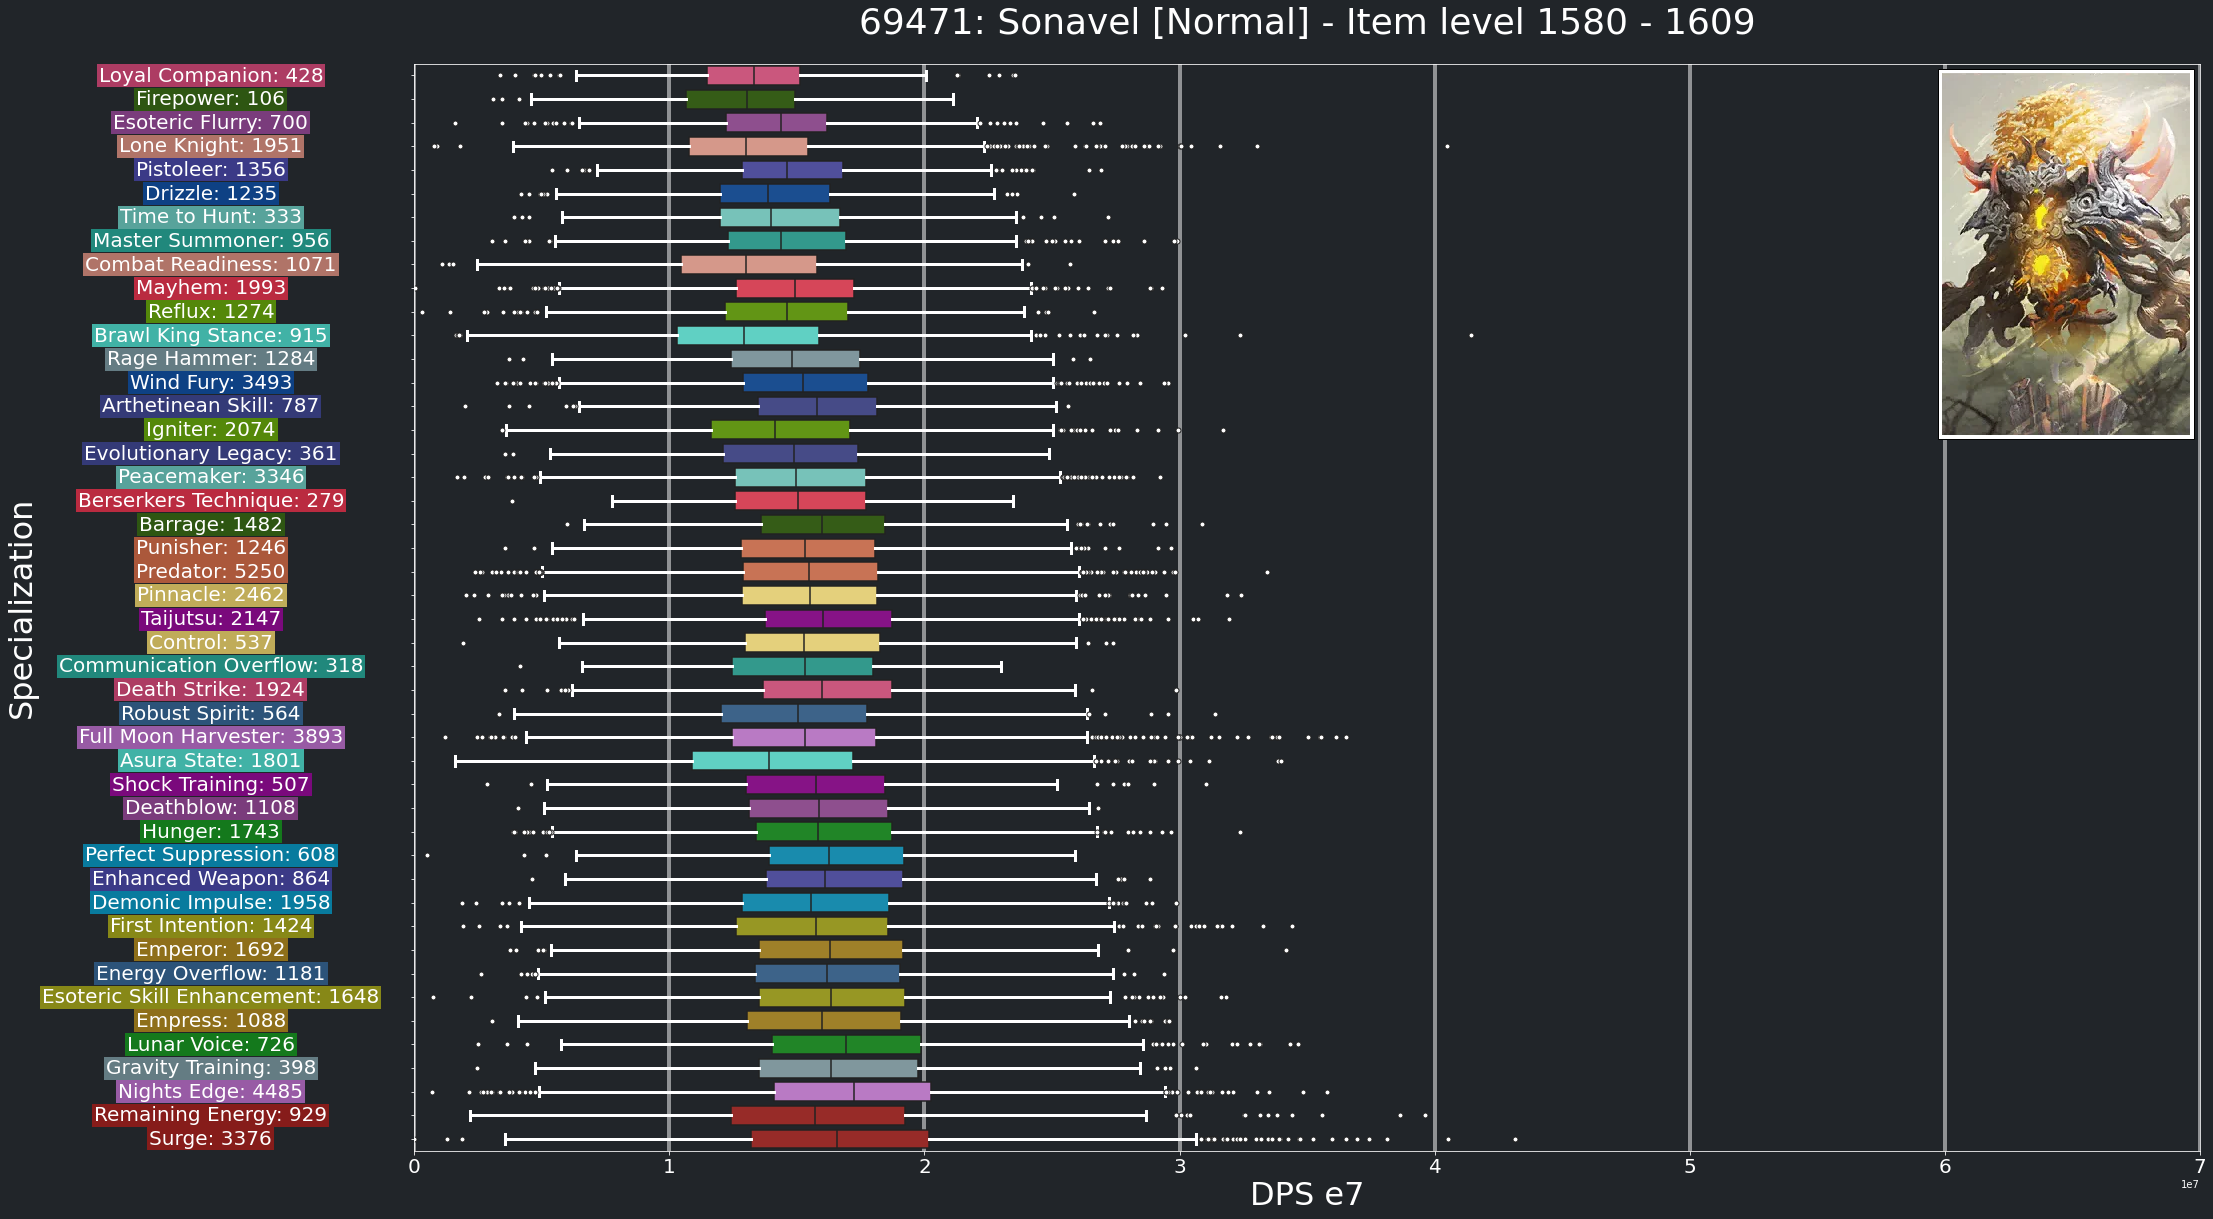 69471: Sonavel [Normal] - Item level 1580 - 1609
Specialization
Loyal Companion: 428
Firepower: 106
Esoteric Flurry: 700
Lone Knight: 1951
Pistoleer: 1356
Drizzle: 1235
Time to Hunt: 333
Master Summoner: 956
Combat Readiness: 1071
Mayhem: 1993
Reflux: 1274
Brawl King Stance: 915
Rage Hammer: 1284
Wind Fury: 3493
Arthetinean Skill: 787
Igniter: 2074
Evolutionary Legacy: 361
Peacemaker: 3346
Berserkers Technique: 279
Barrage: 1482
Punisher: 1246
Predator: 5250
Pinnacle: 2462
Taijutsu: 2147
Control: 537
Communication Overflow: 318
Death Strike: 1924
Robust Spirit: 564
Full Moon Harvester: 3893
Asura State: 1801
Shock Training: 507
Deathblow: 1108
Hunger: 1743
Perfect Suppression: 608
Enhanced Weapon: 864
Demonic Impulse: 1958
First Intention: 1424
Emperor: 1692
Energy Overflow: 1181
Esoteric Skill Enhancement: 1648
Empress: 1088
Lunar Voice: 726
Gravity Training: 398
Nights Edge: 4485
Remaining Energy: 929
Surge: 3376
0 1 2 3 4 5 6 7
1e7
DPS e7